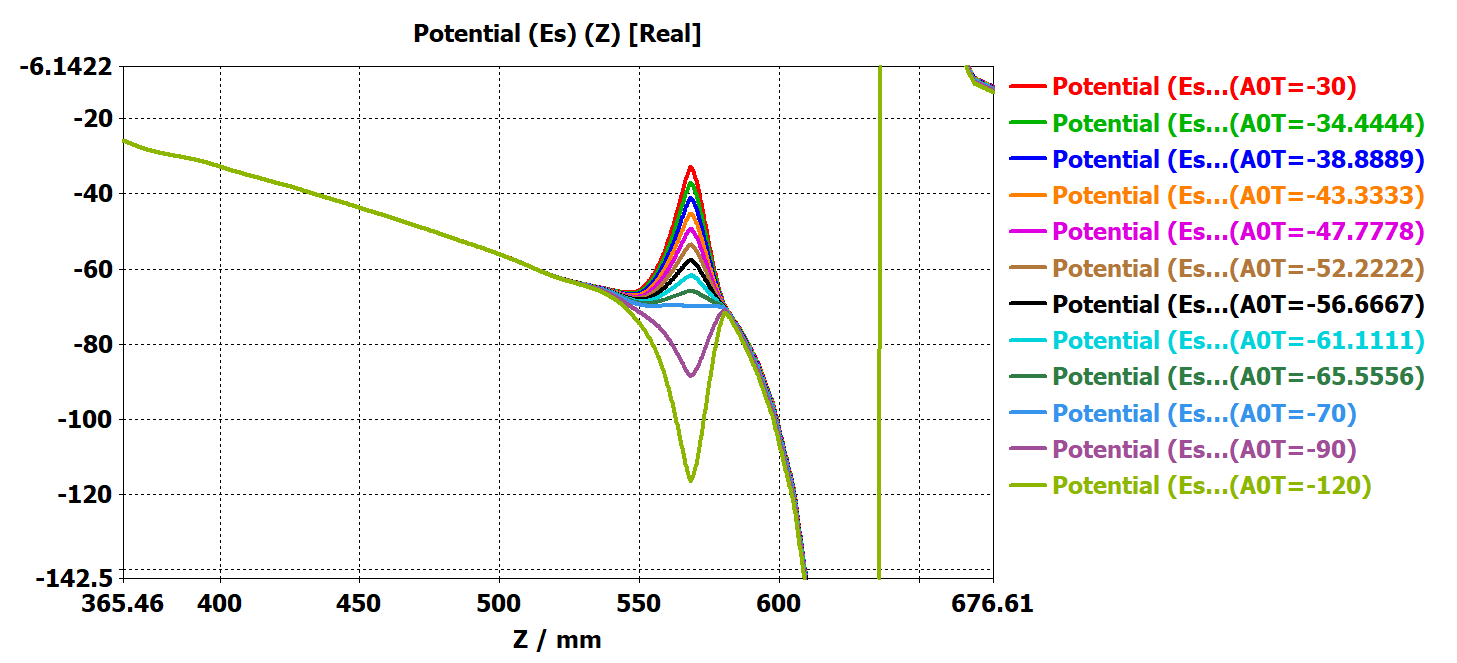 Potential (Es) (Z) [Real]
-6.1422
-20
-40
-60
-80
-100
-120
-142.5
365.46 400 450 500 550 600 676.61
Z / mm
Potential (Es...(A0T=-30)
Potential (Es...(A0T=-34.4444)
Potential (Es...(A0T=-38.8889)
Potential (Es...(A0T=-43.3333)
Potential (Es...(A0T=-47.7778)
Potential (Es...(A0T=-52.2222)
Potential (Es...(A0T=-56.6667)
Potential (Es...(A0T=-61.1111)
Potential (Es...(A0T=-65.5556)
Potential (Es...(A0T=-70)
Potential (Es...(A0T=-90)
Potential (Es...(A0T=-120)